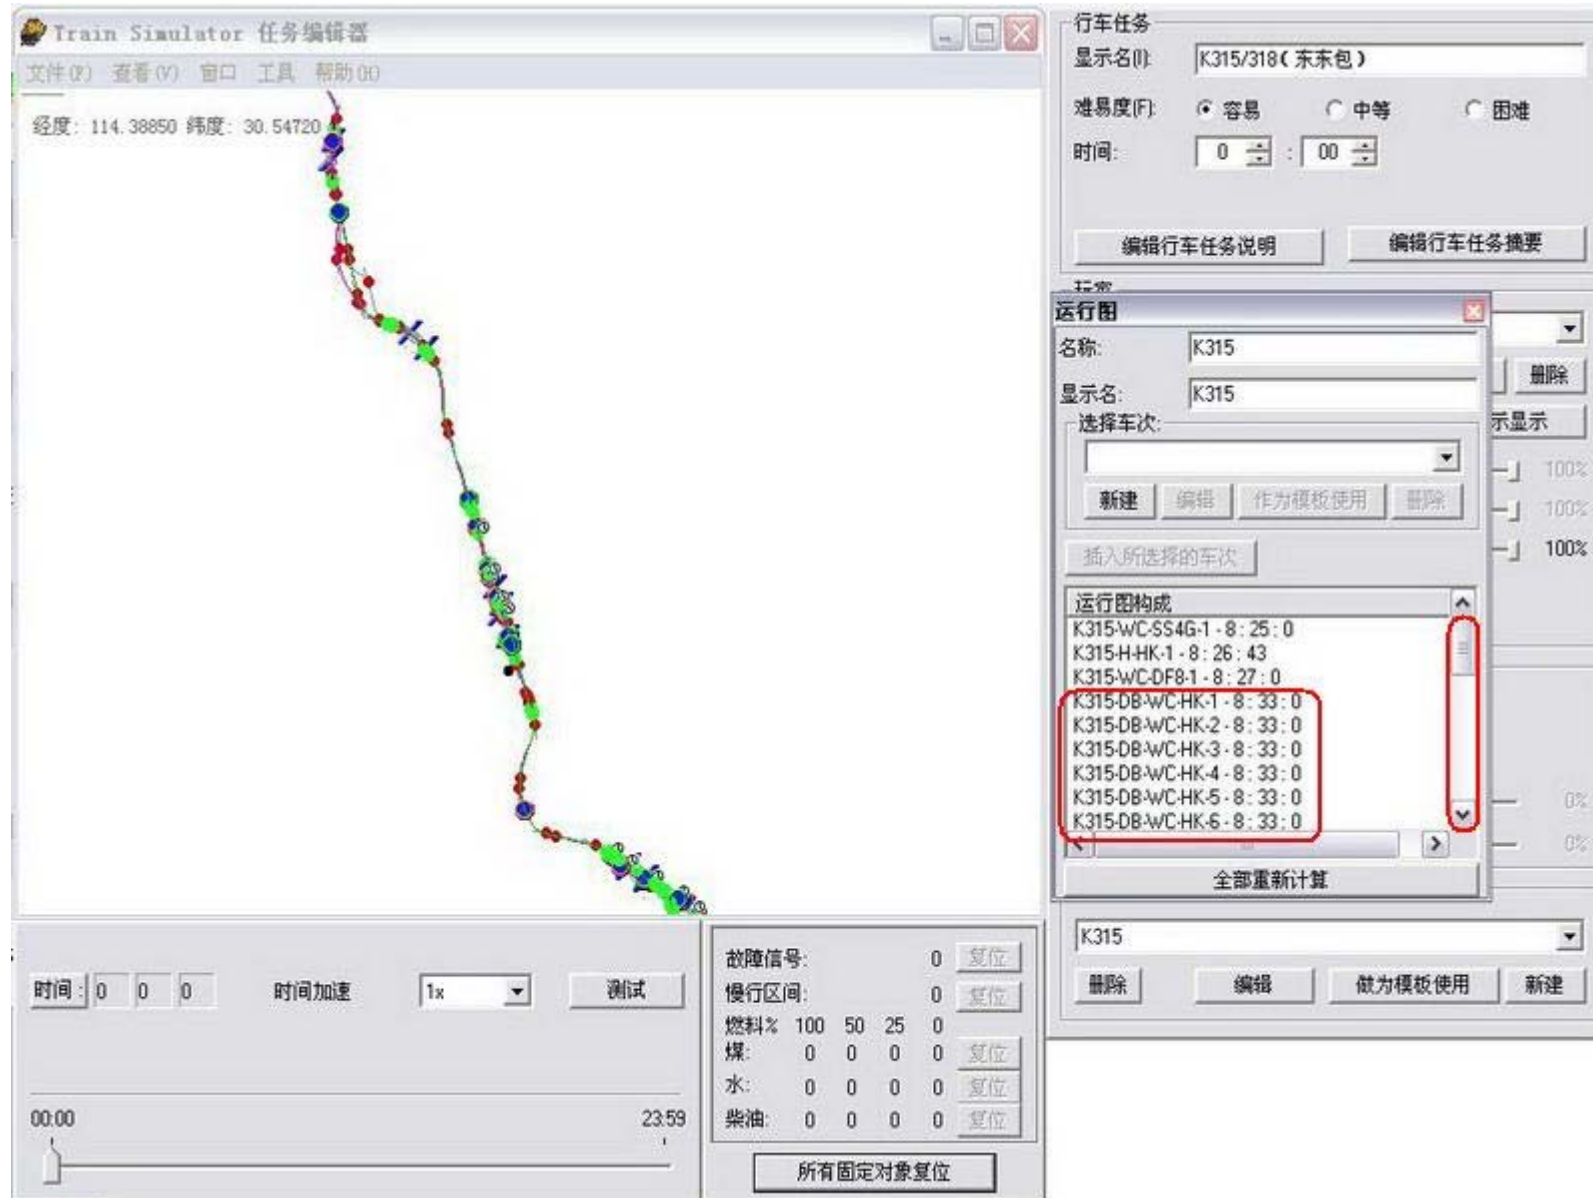 Train Simulator 任务编辑器
文件(F) 查看(V) 窗口 工具 帮助(H)
经度: 114.38850 纬度: 30.54720
行车任务
显示名(I): K315/318(东东包)
难易度(F): 容易 中等 困难
时间: 0 : 00
编辑行车任务说明 编辑行车任务摘要
运行图
名称: K315
显示名: K315
选择车次:
新建 编辑 作为模板使用 删除
插入所选择的车次
运行图构成
K315-WC-SS4G-1 - 8 : 25 : 0
K315-H-HK-1 - 8 : 26 : 43
K315-WC-DF8-1 - 8 : 27 : 0
K315-DB-WC-HK-1 - 8 : 33 : 0
K315-DB-WC-HK-2 - 8 : 33 : 0
K315-DB-WC-HK-3 - 8 : 33 : 0
K315-DB-WC-HK-4 - 8 : 33 : 0
K315-DB-WC-HK-5 - 8 : 33 : 0
K315-DB-WC-HK-6 - 8 : 33 : 0
全部重新计算
删除
示显示
100%
100%
100%
0%
0%
K315
删除 编辑 做为模板使用 新建
时间: 0 0 0 时间加速 1x 测试
00:00 23:59
故障信号: 0 复位
慢行区间: 0 复位
燃料% 100 50 25 0
煤: 0 0 0 0 复位
水: 0 0 0 0 复位
柴油: 0 0 0 0 复位
所有固定对象复位